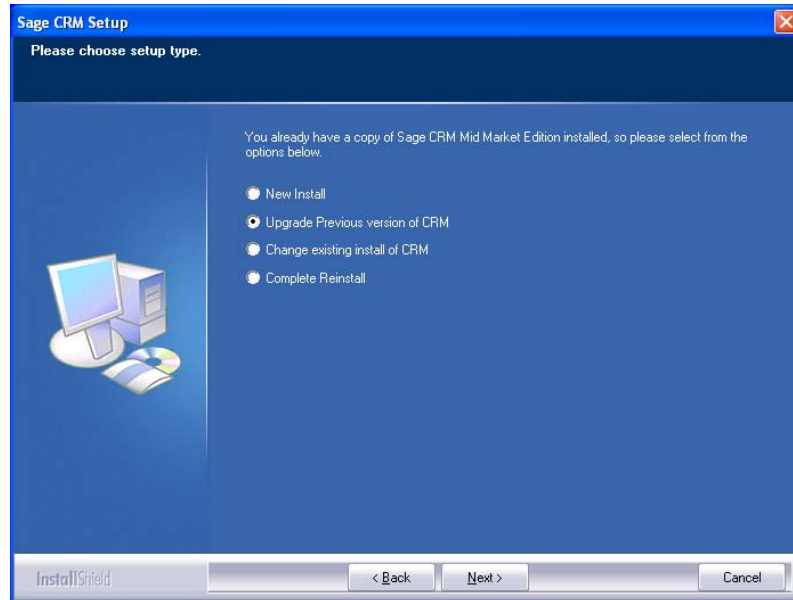 Sage CRM Setup
Please choose setup type.
You already have a copy of Sage CRM Mid Market Edition installed, so please select from the
options below.
New Install
Upgrade Previous version of CRM
Change existing install of CRM
Complete Reinstall
InstallShield
< Back
Next >
Cancel